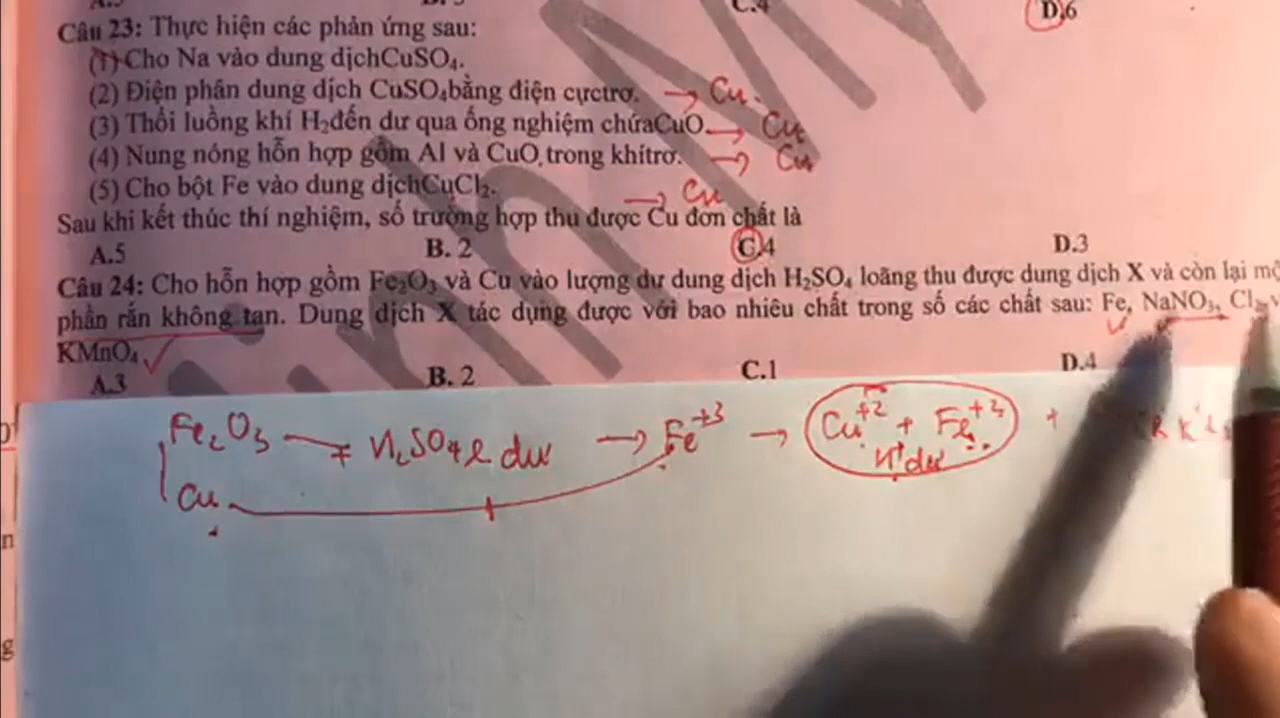 C.4 D.6
Câu 23: Thực hiện các phản ứng sau:
(1) Cho Na vào dung dịchCuSO₄.
(2) Điện phân dung dịch CuSO₄bằng điện cựctrơ. → Cu.
(3) Thổi luồng khí H₂đến dư qua ống nghiệm chứaCuO. → Cu
(4) Nung nóng hỗn hợp gồm Al và CuO trong khítrơ. → Cu
(5) Cho bột Fe vào dung dịchCuCl₂. → Cu
Sau khi kết thúc thí nghiệm, số trường hợp thu được Cu đơn chất là
A.5 B. 2 C.4 D.3
Câu 24: Cho hỗn hợp gồm Fe₂O₃ và Cu vào lượng dư dung dịch H₂SO₄ loãng thu được dung dịch X và còn lại
phần rắn không tan. Dung dịch X tác dụng được với bao nhiêu chất trong số các chất sau: Fe, NaNO₃, Cl₂,
KMnO₄ ✓
A.3 B. 2 C.1 D.4
Fe₂O₃ + H₂SO₄ l dư → Fe⁺³ → Cu⁺² + Fe +
H⁺dư
Cu